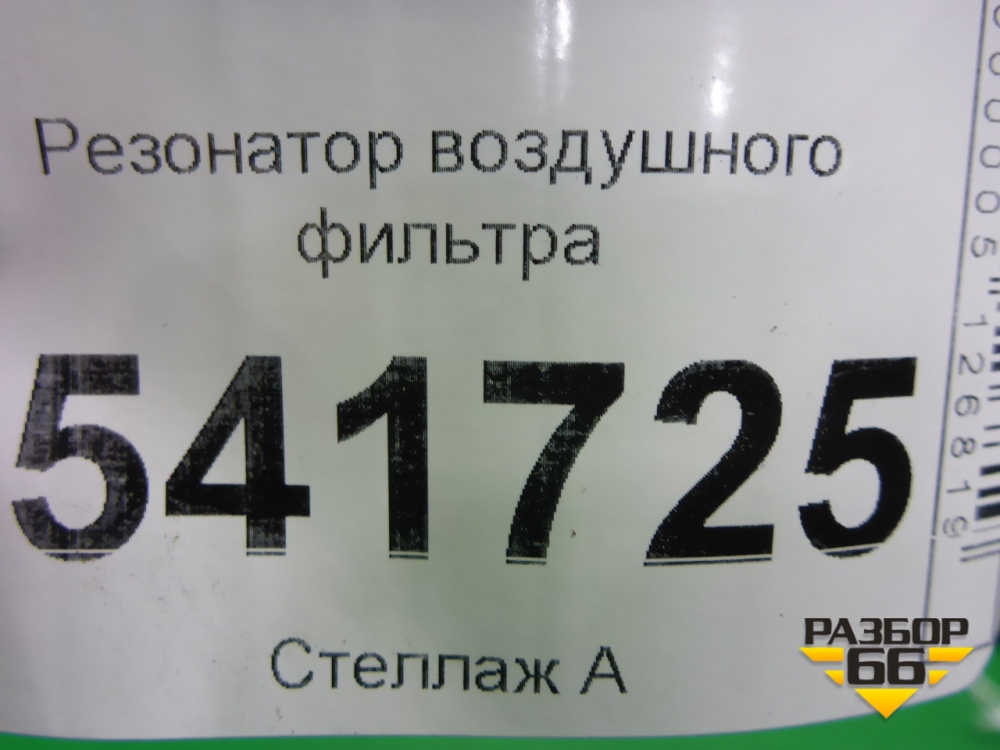 Резонатор воздушного
фильтра
541725
Стеллаж А
РАЗБОР
66